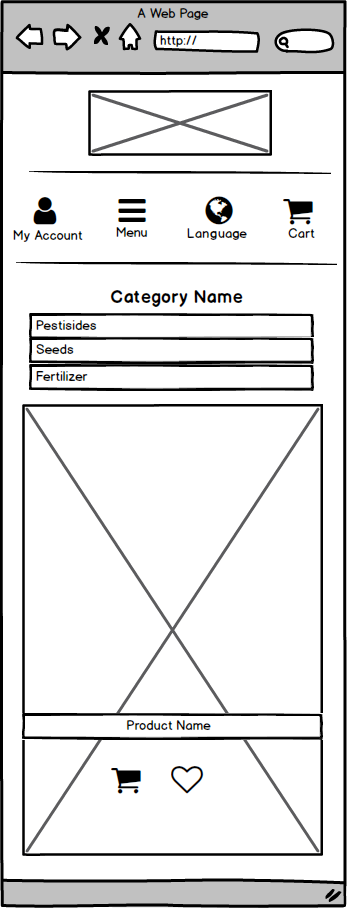 A Web Page
http://
My Account
Menu
Language
Cart
Category Name
Pestisides
Seeds
Fertilizer
Product Name